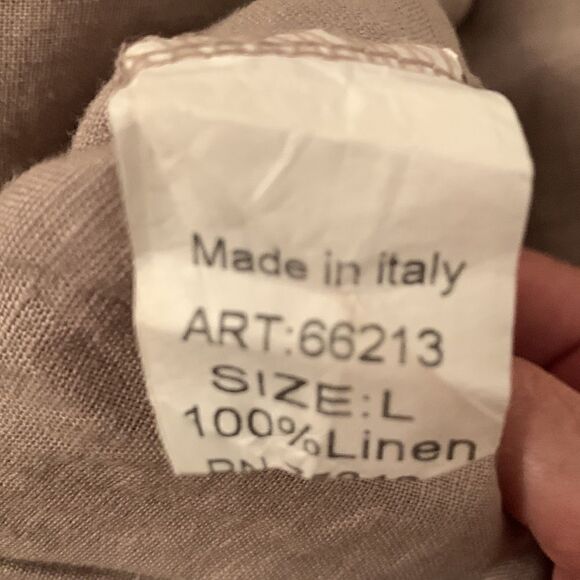 Made in italy
ART:66213
SIZE:L
100%Linen